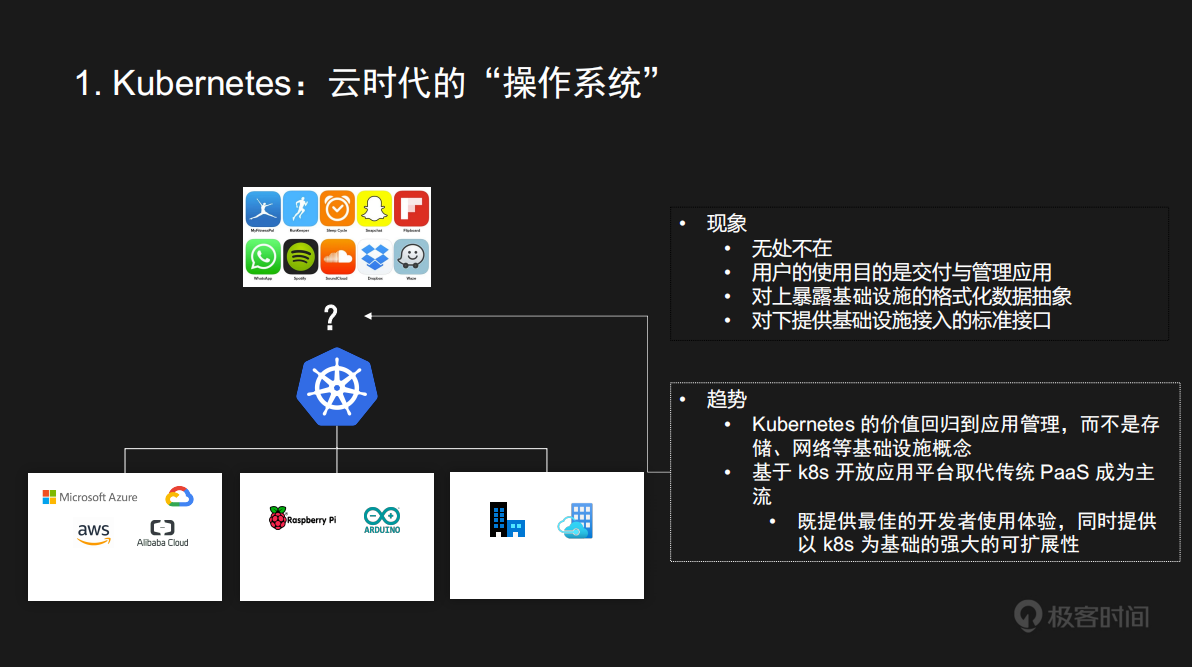 1. Kubernetes：云时代的“操作系统”
MyFitnessPal RunKeeper Sleep Cycle Snapchat Flipboard
WhatsApp Spotify SoundCloud Dropbox Waze
?
Microsoft Azure
aws
Alibaba Cloud
Raspberry Pi
ARDUINO
• 现象
• 无处不在
• 用户的使用目的是交付与管理应用
• 对上暴露基础设施的格式化数据抽象
• 对下提供基础设施接入的标准接口
• 趋势
• Kubernetes 的价值回归到应用管理，而不是存
储、网络等基础设施概念
• 基于 k8s 开放应用平台取代传统 PaaS 成为主
流
• 既提供最佳的开发者使用体验，同时提供
以 k8s 为基础的强大的可扩展性
极客时间